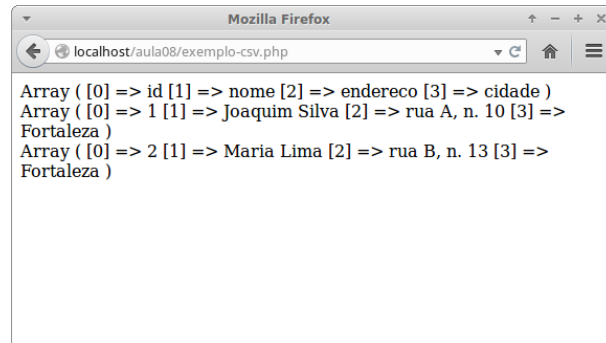 Mozilla Firefox
localhost/aula08/exemplo-csv.php
Array ( [0] => id [1] => nome [2] => endereco [3] => cidade )
Array ( [0] => 1 [1] => Joaquim Silva [2] => rua A, n. 10 [3] =>
Fortaleza )
Array ( [0] => 2 [1] => Maria Lima [2] => rua B, n. 13 [3] =>
Fortaleza )